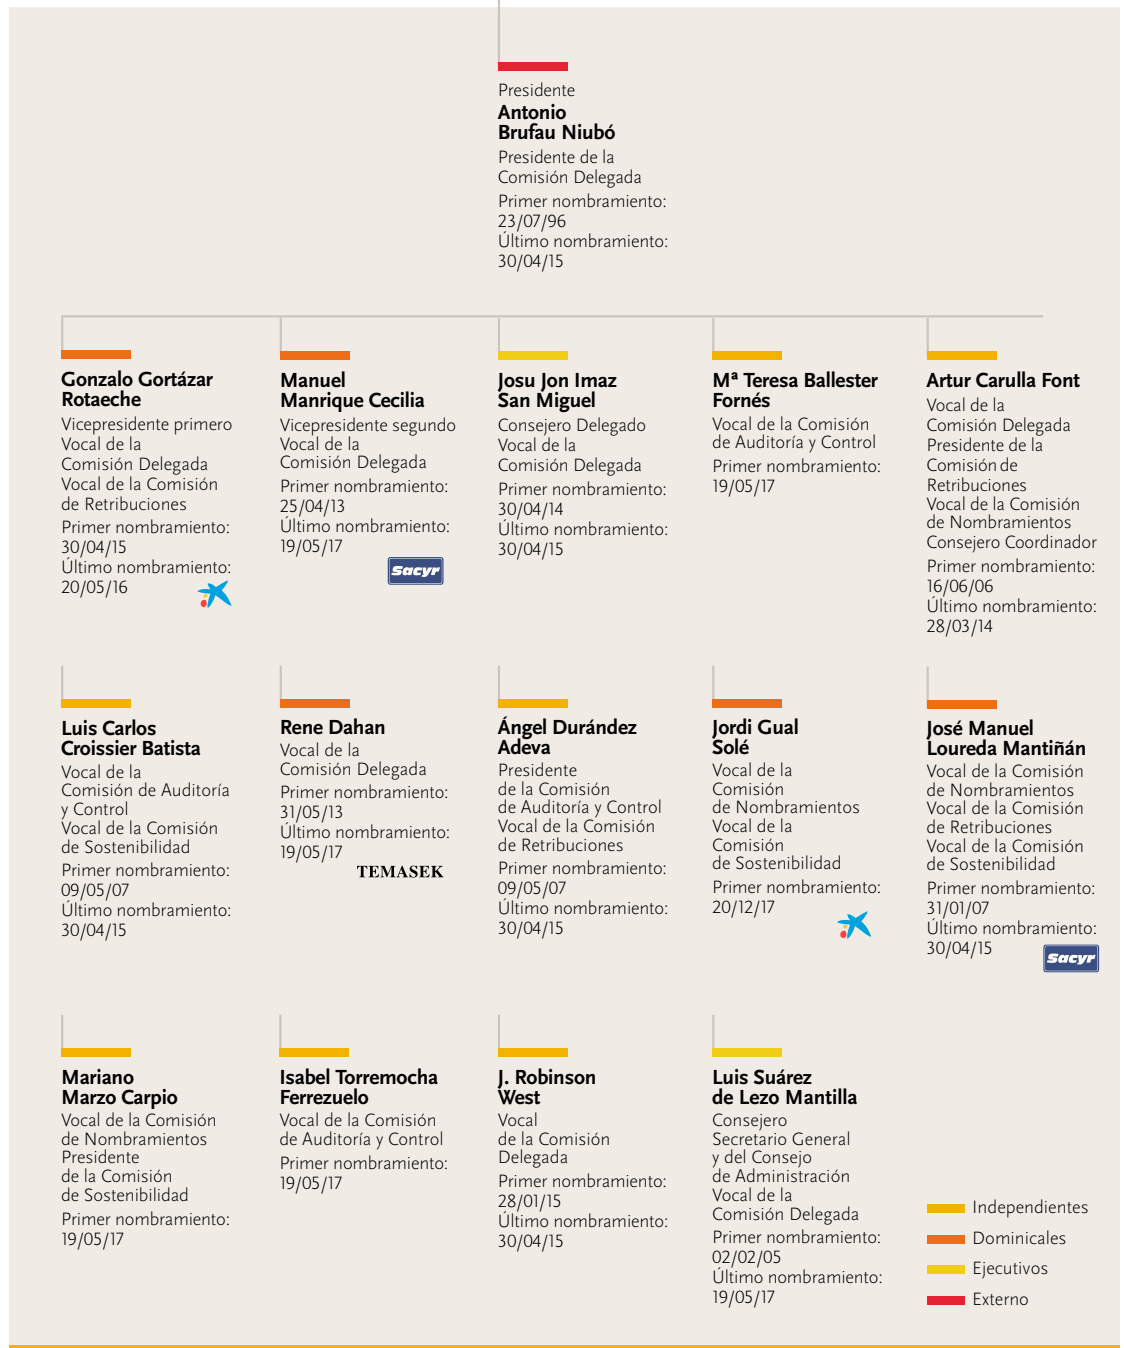 Presidente
Antonio
Brufau Niubó
Presidente de la
Comisión Delegada
Primer nombramiento:
23/07/96
Último nombramiento:
30/04/15
Gonzalo Gortázar
Rotaeche
Vicepresidente primero
Vocal de la
Comisión Delegada
Vocal de la Comisión
de Retribuciones
Primer nombramiento:
30/04/15
Último nombramiento:
20/05/16
Manuel
Manrique Cecilia
Vicepresidente segundo
Vocal de la
Comisión Delegada
Primer nombramiento:
25/04/13
Último nombramiento:
19/05/17
Sacyr
Josu Jon Imaz
San Miguel
Consejero Delegado
Vocal de la
Comisión Delegada
Primer nombramiento:
30/04/14
Último nombramiento:
30/04/15
Mª Teresa Ballester
Fornés
Vocal de la Comisión
de Auditoría y Control
Primer nombramiento:
19/05/17
Artur Carulla Font
Vocal de la
Comisión Delegada
Presidente de la
Comisión de
Retribuciones
Vocal de la Comisión
de Nombramientos
Consejero Coordinador
Primer nombramiento:
16/06/06
Último nombramiento:
28/03/14
Luis Carlos
Croissier Batista
Vocal de la
Comisión de Auditoría
y Control
Vocal de la Comisión
de Sostenibilidad
Primer nombramiento:
09/05/07
Último nombramiento:
30/04/15
Rene Dahan
Vocal de la
Comisión Delegada
Primer nombramiento:
31/05/13
Último nombramiento:
19/05/17
TEMASEK
Ángel Durández
Adeva
Presidente
de la Comisión
de Auditoría y Control
Vocal de la Comisión
de Retribuciones
Primer nombramiento:
09/05/07
Último nombramiento:
30/04/15
Jordi Gual
Solé
Vocal de la
Comisión
de Nombramientos
Vocal de la
Comisión
de Sostenibilidad
Primer nombramiento:
20/12/17
José Manuel
Loureda Mantiñán
Vocal de la Comisión
de Nombramientos
Vocal de la Comisión
de Retribuciones
Vocal de la Comisión
de Sostenibilidad
Primer nombramiento:
31/01/07
Último nombramiento:
30/04/15
Sacyr
Mariano
Marzo Carpio
Vocal de la Comisión
de Nombramientos
Presidente
de la Comisión
de Sostenibilidad
Primer nombramiento:
19/05/17
Isabel Torremocha
Ferrezuelo
Vocal de la Comisión
de Auditoría y Control
Primer nombramiento:
19/05/17
J. Robinson
West
Vocal
de la Comisión
Delegada
Primer nombramiento:
28/01/15
Último nombramiento:
30/04/15
Luis Suárez
de Lezo Mantilla
Consejero
Secretario General
y del Consejo
de Administración
Vocal de la
Comisión Delegada
Primer nombramiento:
02/02/05
Último nombramiento:
19/05/17
Independientes
Dominicales
Ejecutivos
Externo